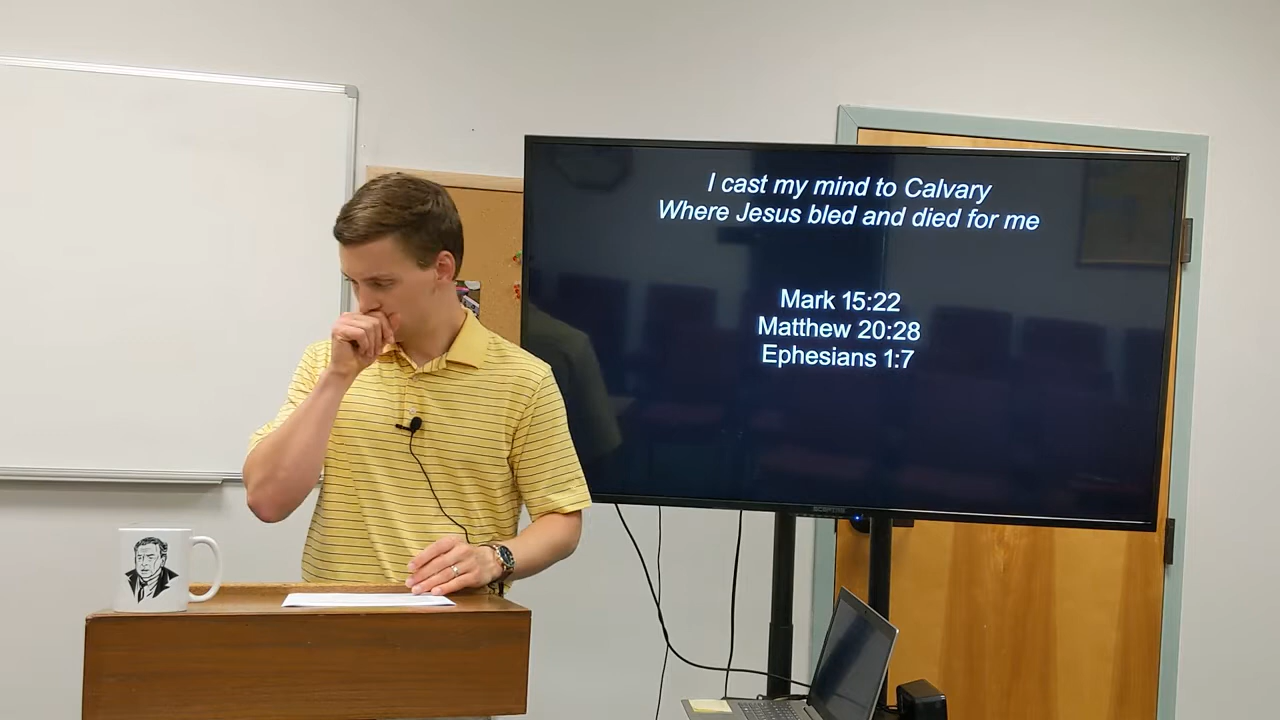 I cast my mind to Calvary
Where Jesus bled and died for me
Mark 15:22
Matthew 20:28
Ephesians 1:7
SCEPTRE